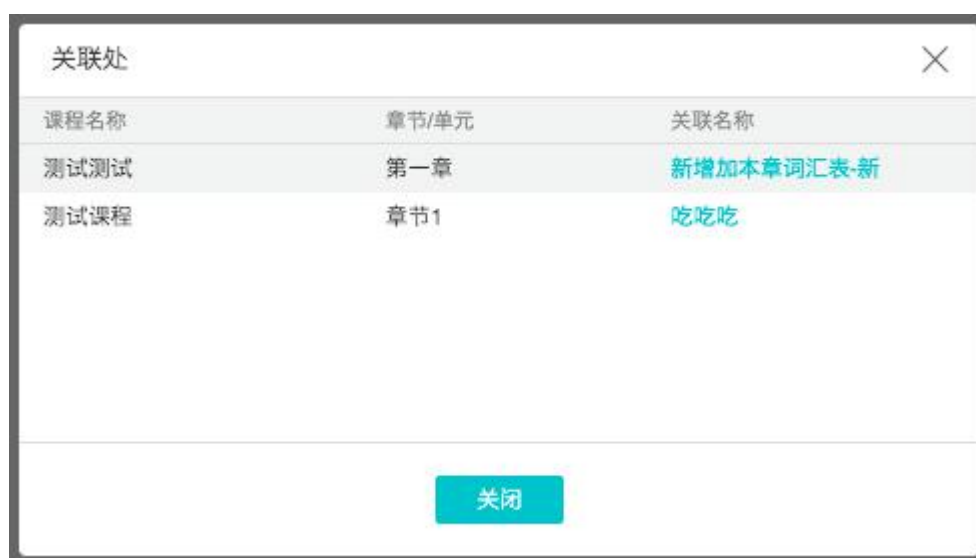 关联处
课程名称 章节/单元 关联名称
测试测试 第一章 新增加本章词汇表-新
测试课程 章节1 吃吃吃
关闭